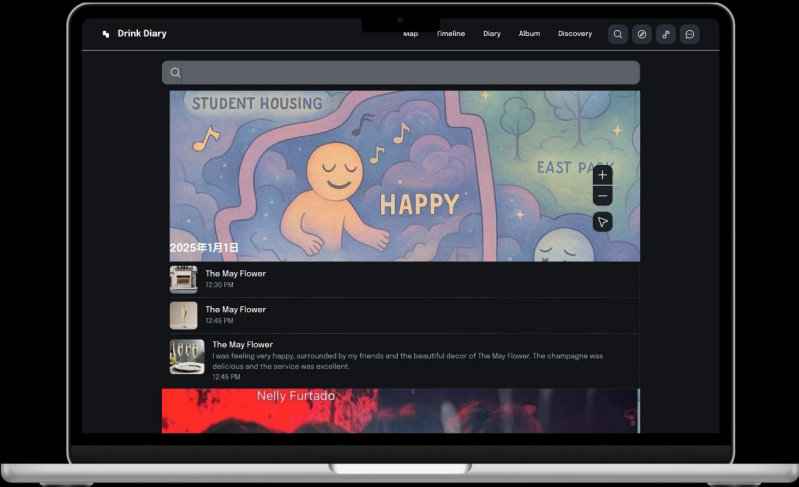 Drink Diary
Map Timeline Diary Album Discovery
STUDENT HOUSING
EAST PARK
HAPPY
2025年1月1日
The May Flower
12:30 PM
The May Flower
12:45 PM
The May Flower
I was feeling very happy, surrounded by my friends and the beautiful decor of The May Flower. The champagne was
delicious and the service was excellent.
12:45 PM
Nelly Furtado